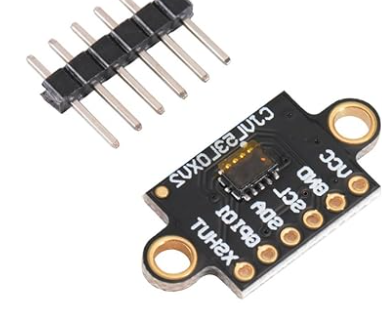 CJVL53L0XV2
VCC
GND
SCL
SDA
GPIO1
XSHUT